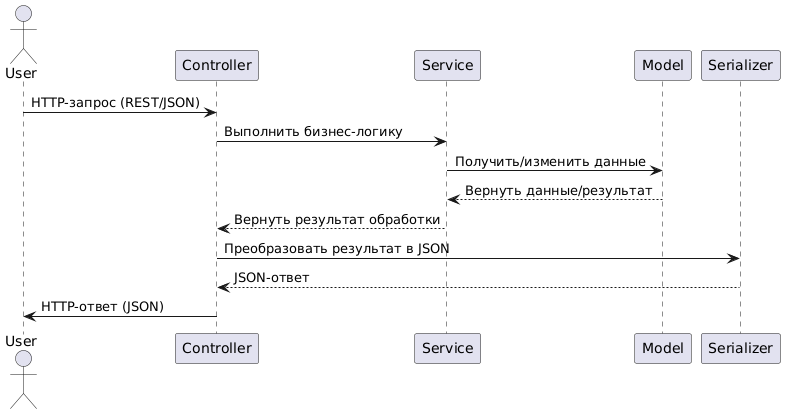 User
Controller
Service
Model
Serializer
HTTP-запрос (REST/JSON)
Выполнить бизнес-логику
Получить/изменить данные
Вернуть данные/результат
Вернуть результат обработки
Преобразовать результат в JSON
JSON-ответ
HTTP-ответ (JSON)
User
Controller
Service
Model
Serializer